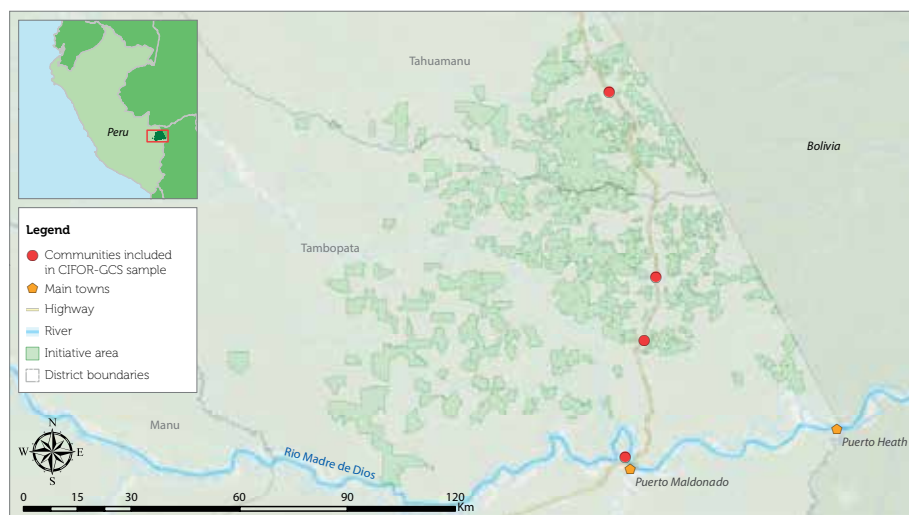 Peru
Tahuamanu
Bolivia
Legend
Communities included
in CIFOR-GCS sample
Main towns
Highway
River
Initiative area
District boundaries
Tambopata
Manu
N
W E
S
Rio Madre de Dios
Puerto Heath
Puerto Maldonado
0 15 30 60 90 120
Km